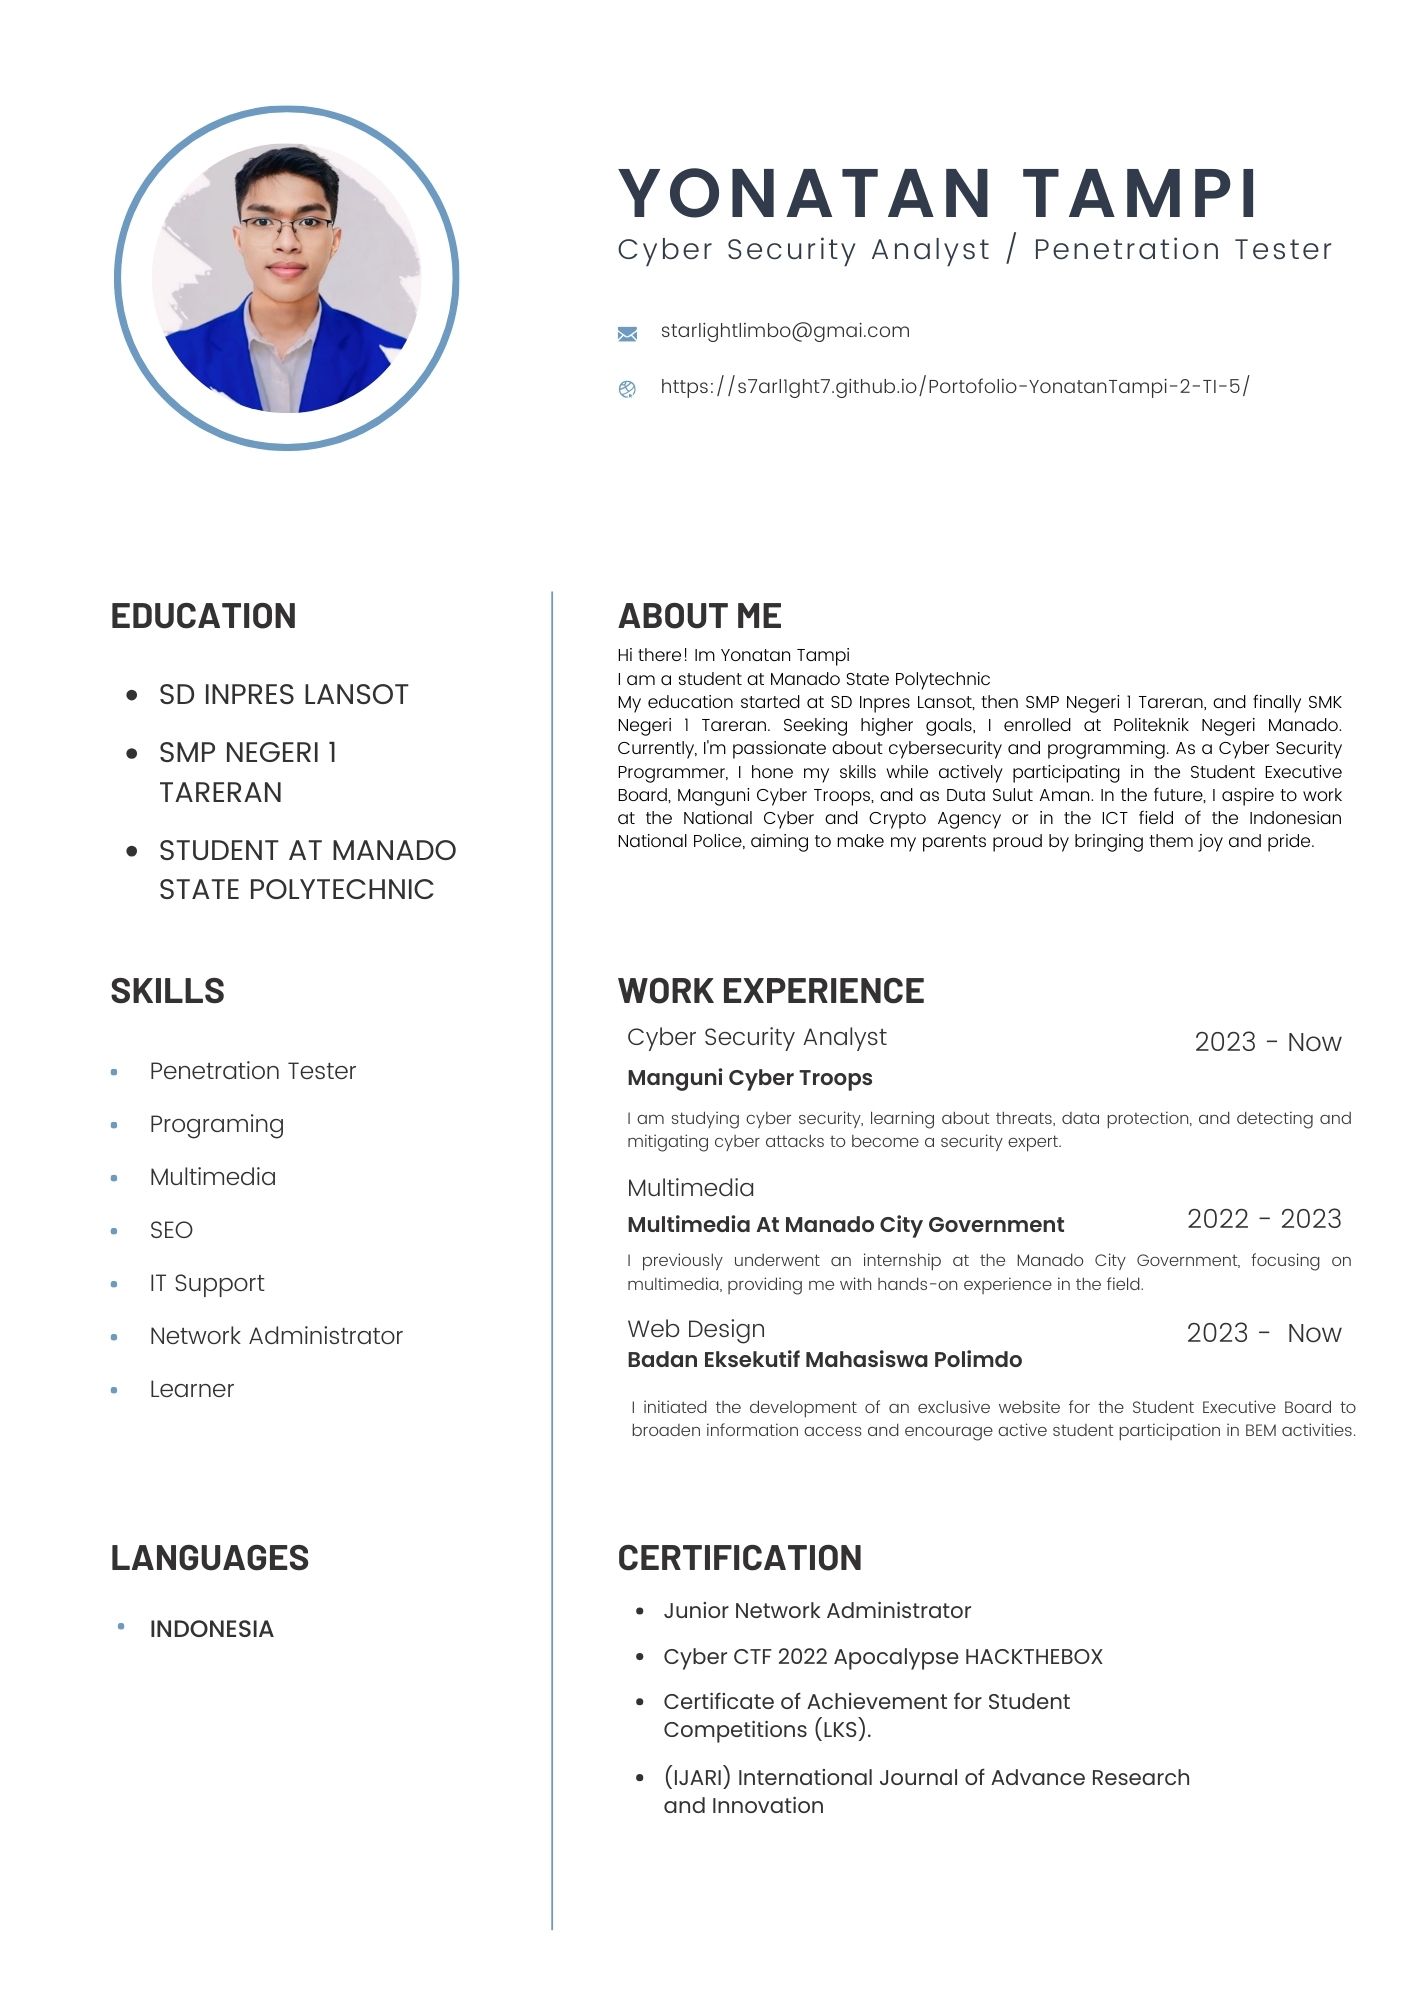 YONATAN TAMPI
Cyber Security Analyst / Penetration Tester
starlightlimbo@gmai.com
https://s7arl1ght7.github.io/Portofolio-YonatanTampi-2-TI-5/
EDUCATION
SD INPRES LANSOT
SMP NEGERI 1
TARERAN
STUDENT AT MANADO
STATE POLYTECHNIC
SKILLS
Penetration Tester
Programing
Multimedia
SEO
IT Support
Network Administrator
Learner
LANGUAGES
INDONESIA
ABOUT ME
Hi there! Im Yonatan Tampi
I am a student at Manado State Polytechnic
My education started at SD Inpres Lansot, then SMP Negeri 1 Tareran, and finally SMK
Negeri 1 Tareran. Seeking higher goals, I enrolled at Politeknik Negeri Manado.
Currently, I'm passionate about cybersecurity and programming. As a Cyber Security
Programmer, I hone my skills while actively participating in the Student Executive
Board, Manguni Cyber Troops, and as Duta Sulut Aman. In the future, I aspire to work
at the National Cyber and Crypto Agency or in the ICT field of the Indonesian
National Police, aiming to make my parents proud by bringing them joy and pride.
WORK EXPERIENCE
Cyber Security Analyst
2023 - Now
Manguni Cyber Troops
I am studying cyber security, learning about threats, data protection, and detecting and
mitigating cyber attacks to become a security expert.
Multimedia
Multimedia At Manado City Government
2022 - 2023
I previously underwent an internship at the Manado City Government, focusing on
multimedia, providing me with hands-on experience in the field.
Web Design
2023 - Now
Badan Eksekutif Mahasiswa Polimdo
I initiated the development of an exclusive website for the Student Executive Board to
broaden information access and encourage active student participation in BEM activities.
CERTIFICATION
Junior Network Administrator
Cyber CTF 2022 Apocalypse HACKTHEBOX
Certificate of Achievement for Student
Competitions (LKS).
(IJARI) International Journal of Advance Research
and Innovation